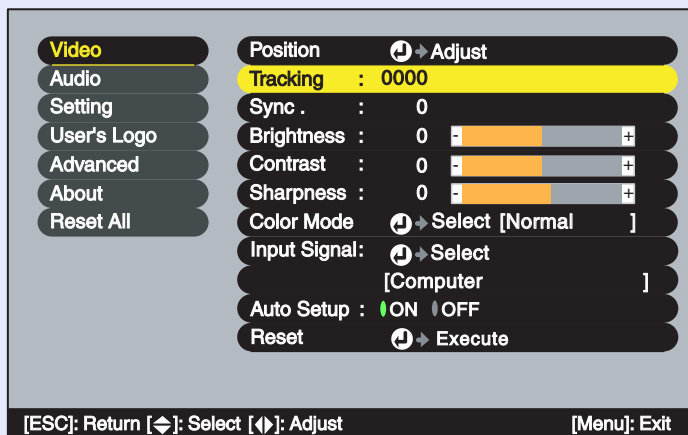 Video
Audio
Setting
User's Logo
Advanced
About
Reset All
Position Adjust
Tracking : 0000
Sync . : 0
Brightness : 0 - +
Contrast : 0 - +
Sharpness : 0 - +
Color Mode Select [Normal ]
Input Signal: Select
[Computer ]
Auto Setup : ON OFF
Reset Execute
[ESC]: Return [ ]: Select [ ]: Adjust [Menu]: Exit